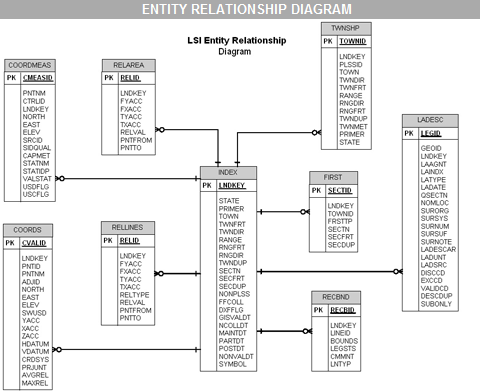 ENTITY RELATIONSHIP DIAGRAM
LSI Entity Relationship
Diagram
COORDMEAS
PK CMEASID
PNTNM
CTRLID
LNDKEY
NORTH
EAST
ELEV
SRCID
SIDQUAL
CAPMET
STATNM
STATIDP
VALSTAT
USDFLG
USCFLG
RELAREA
PK RELID
LNDKEY
FYACC
FXACC
TYACC
TXACC
RELVAL
PNTFROM
PNTTO
TWNSHP
PK TOWNID
LNDKEY
PLSSID
TOWN
TWNDIR
TWNFRT
RANGE
RNGDIR
RNGFRT
TWNDUP
TWNMET
PRIMER
STATE
LADESC
PK LEGID
GEOID
LNDKEY
LAAGNT
LAINDX
LATYPE
LADATE
QSECTN
NOMLOC
SURORG
SURSYS
SURNUM
SURSUF
SURNOTE
LADESCAR
LADUNT
LADSRC
DISCCD
EXCCD
VALIDCD
DESCDUP
SUBONLY
INDEX
PK LNDKEY
STATE
PRIMER
TOWN
TWNFRT
TWNDIR
RANGE
RNGFRT
RNGDIR
TWNDUP
SECTN
SECFRT
SECDUP
NONPLSS
FFCOLL
DXFFLG
GISVALDT
NCOLLDT
MAINTDT
PARTDT
POSTDT
NONVALDT
SYMBOL
FIRST
PK SECTID
LNDKEY
TOWNID
FRSTTP
SECTN
SECFRT
SECDUP
COORDS
PK CVALID
LNDKEY
PNTID
PNTNM
ADJID
NORTH
EAST
ELEV
SWUSD
YACC
XACC
ZACC
HDATUM
VDATUM
CRDSYS
PRJUNT
AVGREL
MAXREL
RELLINES
PK RELID
LNDKEY
FYACC
FXACC
TYACC
TXACC
RELTYPE
RELVAL
PNTFROM
PNTTO
RECBND
PK RECBID
LNDKEY
LINEID
BOUNDS
LEGSTS
CMMNT
LNTYP